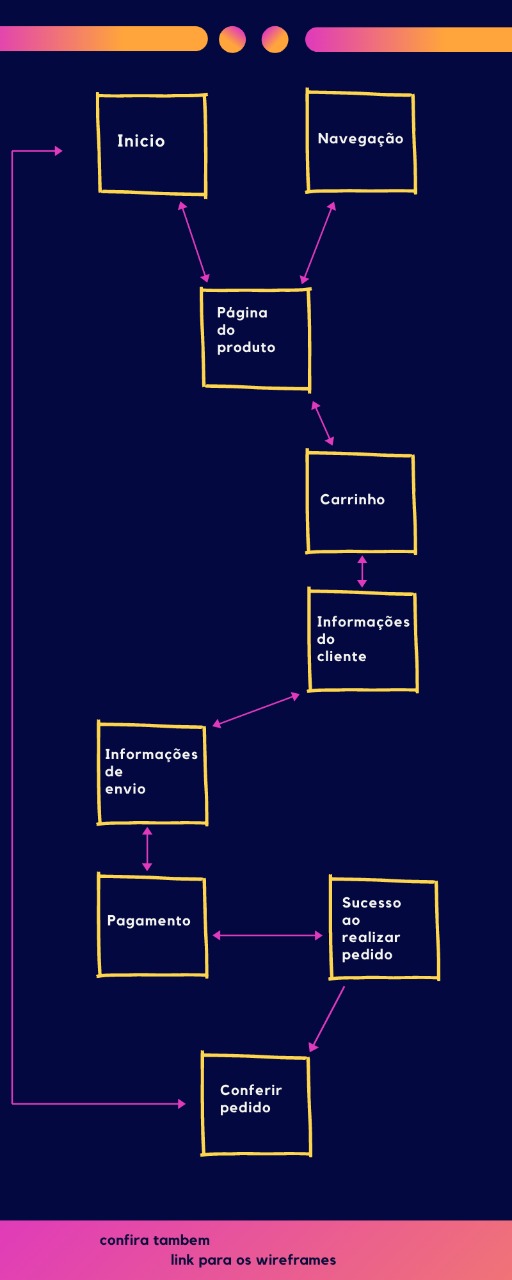 Inicio
Navegação
Página
do
produto
Carrinho
Informações
do
cliente
Informações
de
envio
Pagamento
Sucesso
ao
realizar
pedido
Conferir
pedido
confira tambem
link para os wireframes